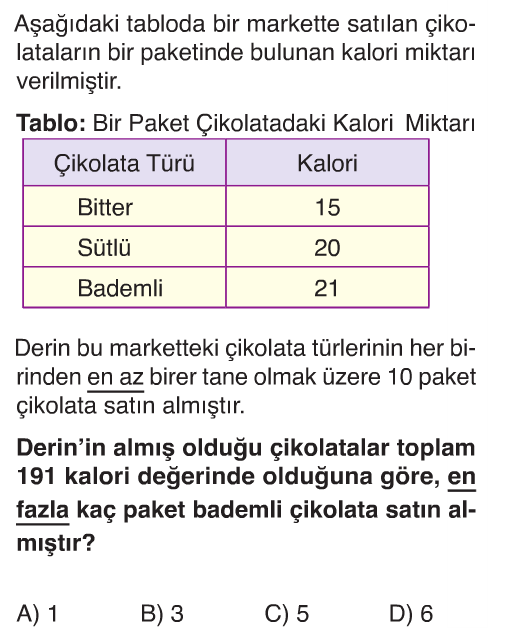 Aşağıdaki tabloda bir markette satılan çiko-
lataların bir paketinde bulunan kalori miktarı
verilmiştir.
Tablo: Bir Paket Çikolatadaki Kalori Miktarı
Çikolata Türü Kalori
Bitter 15
Sütlü 20
Bademli 21
Derin bu marketteki çikolata türlerinin her bi-
rinden en az birer tane olmak üzere 10 paket
çikolata satın almıştır.
Derin'in almış olduğu çikolatalar toplam
191 kalori değerinde olduğuna göre, en
fazla kaç paket bademli çikolata satın al-
mıştır?
A) 1 B) 3 C) 5 D) 6